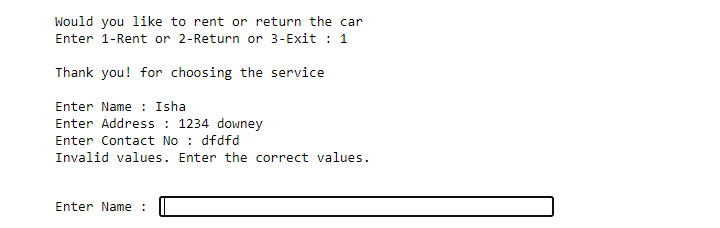 Would you like to rent or return the car
Enter 1-Rent or 2-Return or 3-Exit : 1
Thank you! for choosing the service
Enter Name : Isha
Enter Address : 1234 downey
Enter Contact No : dfdfd
Invalid values. Enter the correct values.
Enter Name :